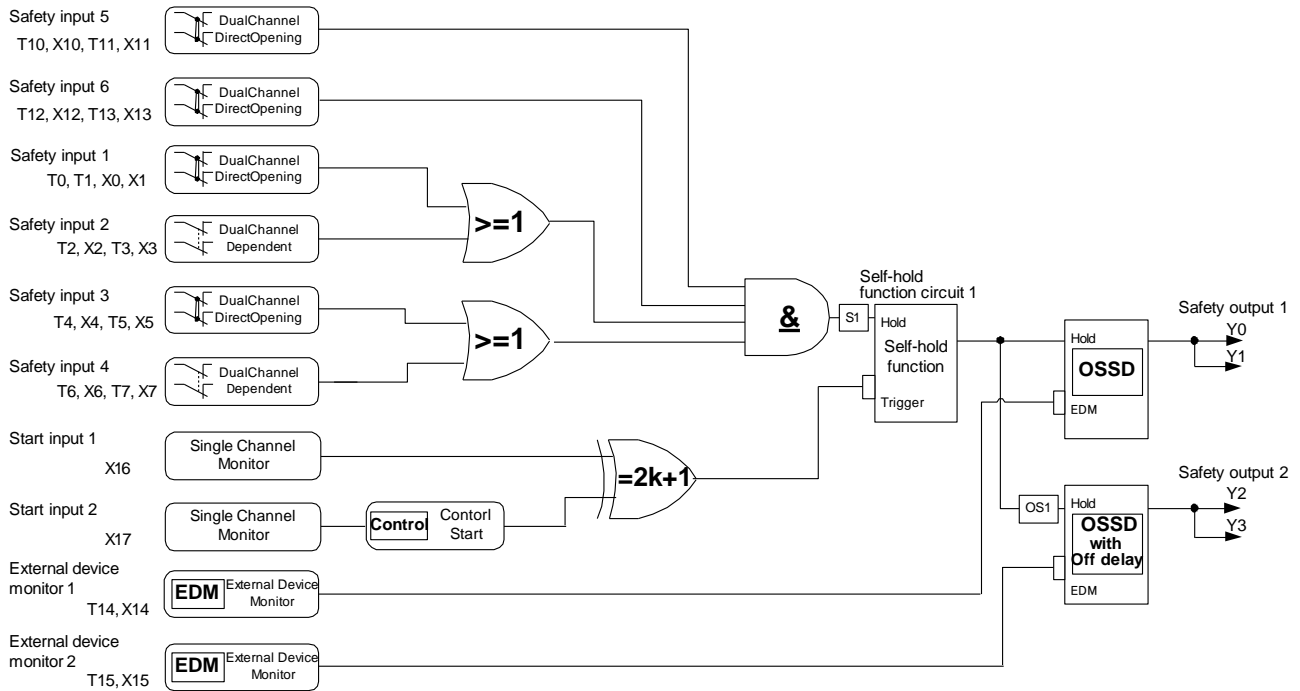 Safety input 5
T10, X10, T11, X11
DualChannel
DirectOpening
Safety input 6
T12, X12, T13, X13
DualChannel
DirectOpening
Safety input 1
T0, T1, X0, X1
DualChannel
DirectOpening
Safety input 2
T2, X2, T3, X3
DualChannel
Dependent
>=1
Safety input 3
T4, X4, T5, X5
DualChannel
DirectOpening
Safety input 4
T6, X6, T7, X7
DualChannel
Dependent
>=1
&
S1
Self-hold
function circuit 1
Hold
Self-hold
function
Trigger
Start input 1
X16
Single Channel
Monitor
Start input 2
X17
Single Channel
Monitor
Control
Contorl
Start
=2k+1
External device
monitor 1
T14, X14
EDM
External Device
Monitor
External device
monitor 2
T15, X15
EDM
External Device
Monitor
Hold
OSSD
EDM
Safety output 1
Y0
Y1
OS1
Hold
OSSD
with
Off delay
EDM
Safety output 2
Y2
Y3